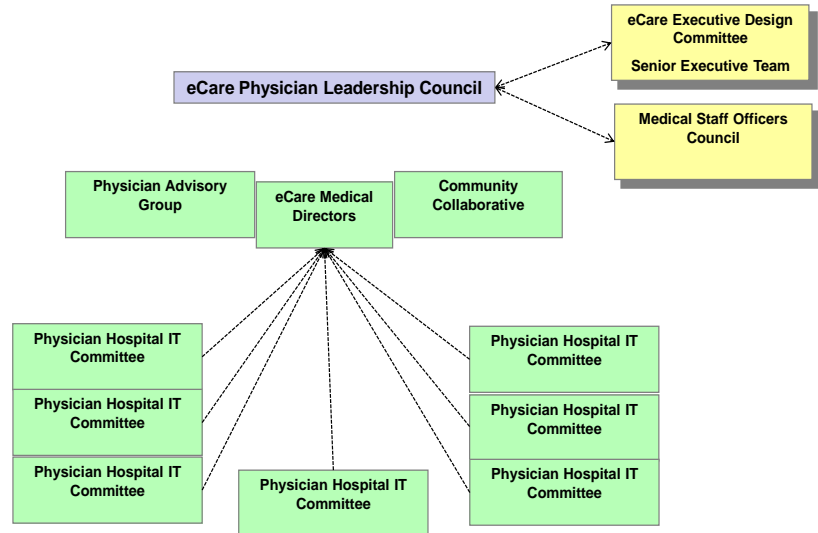 eCare Executive Design
Committee
Senior Executive Team
eCare Physician Leadership Council
Medical Staff Officers
Council
Physician Advisory
Group
eCare Medical
Directors
Community
Collaborative
Physician Hospital IT
Committee
Physician Hospital IT
Committee
Physician Hospital IT
Committee
Physician Hospital IT
Committee
Physician Hospital IT
Committee
Physician Hospital IT
Committee
Physician Hospital IT
Committee